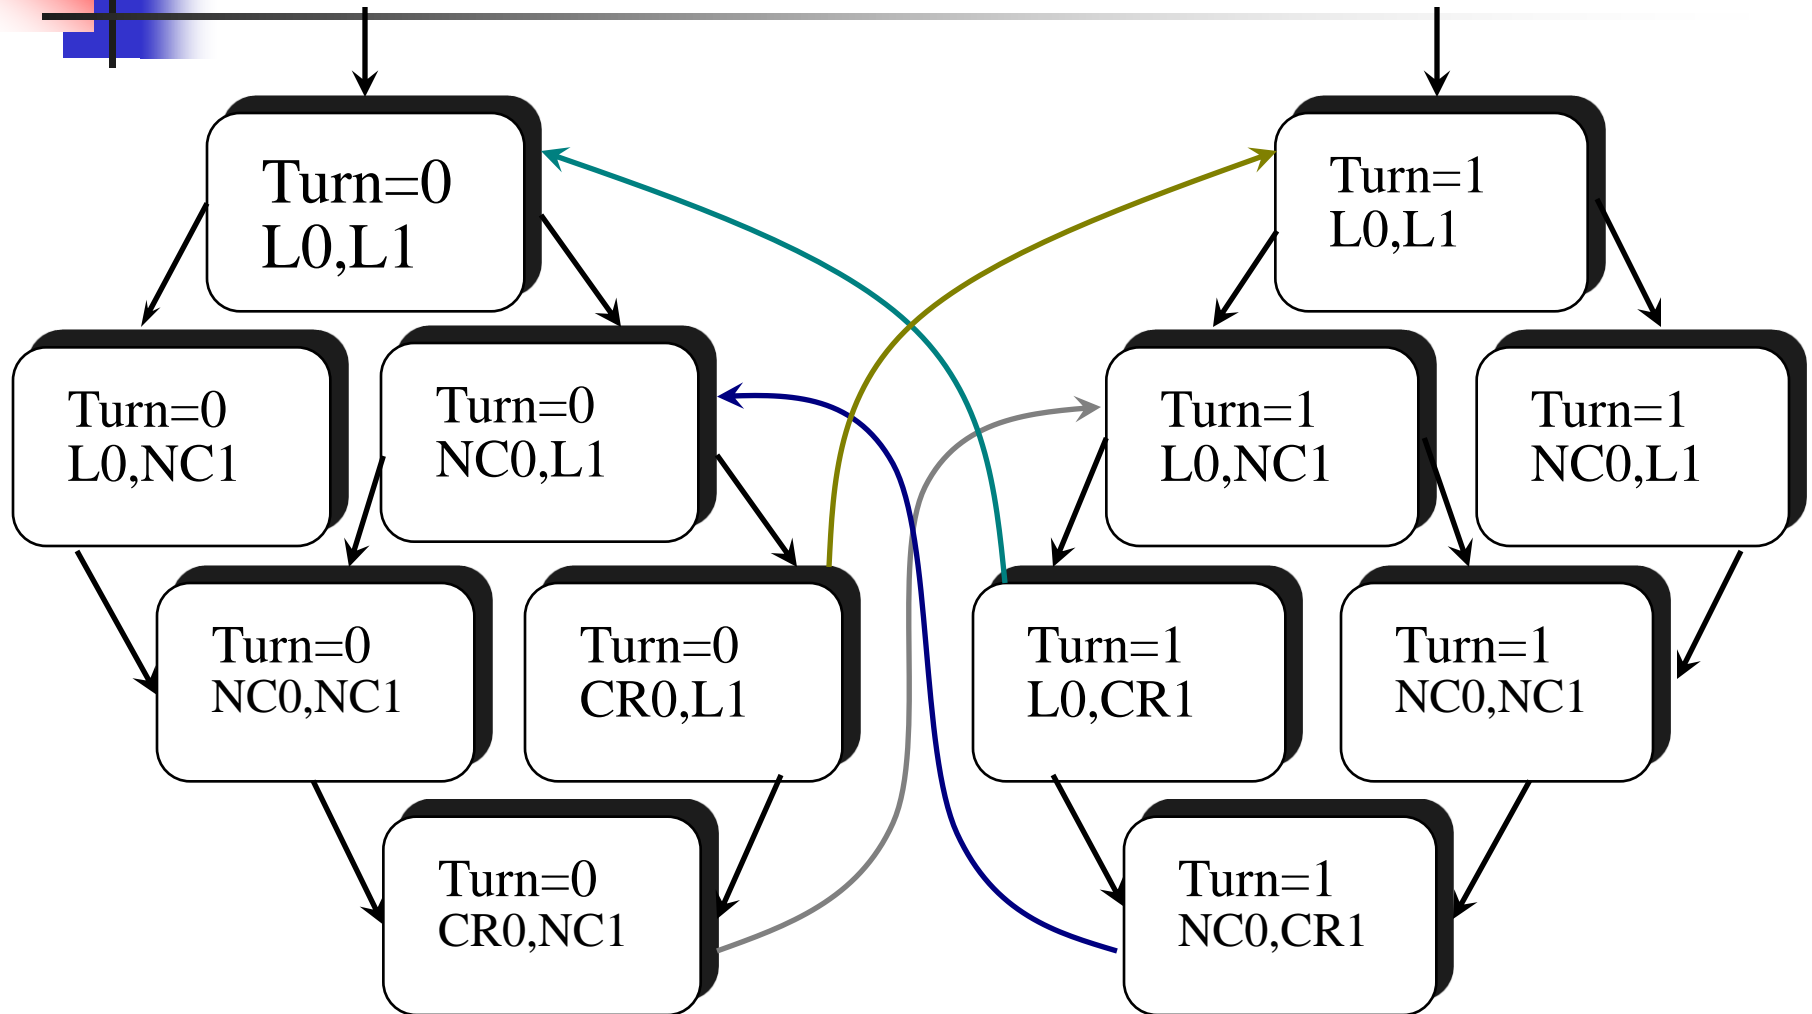 Turn=0
L0,L1
Turn=1
L0,L1
Turn=0
L0,NC1
Turn=0
NC0,L1
Turn=1
L0,NC1
Turn=1
NC0,L1
Turn=0
NC0,NC1
Turn=0
CR0,L1
Turn=1
L0,CR1
Turn=1
NC0,NC1
Turn=0
CR0,NC1
Turn=1
NC0,CR1